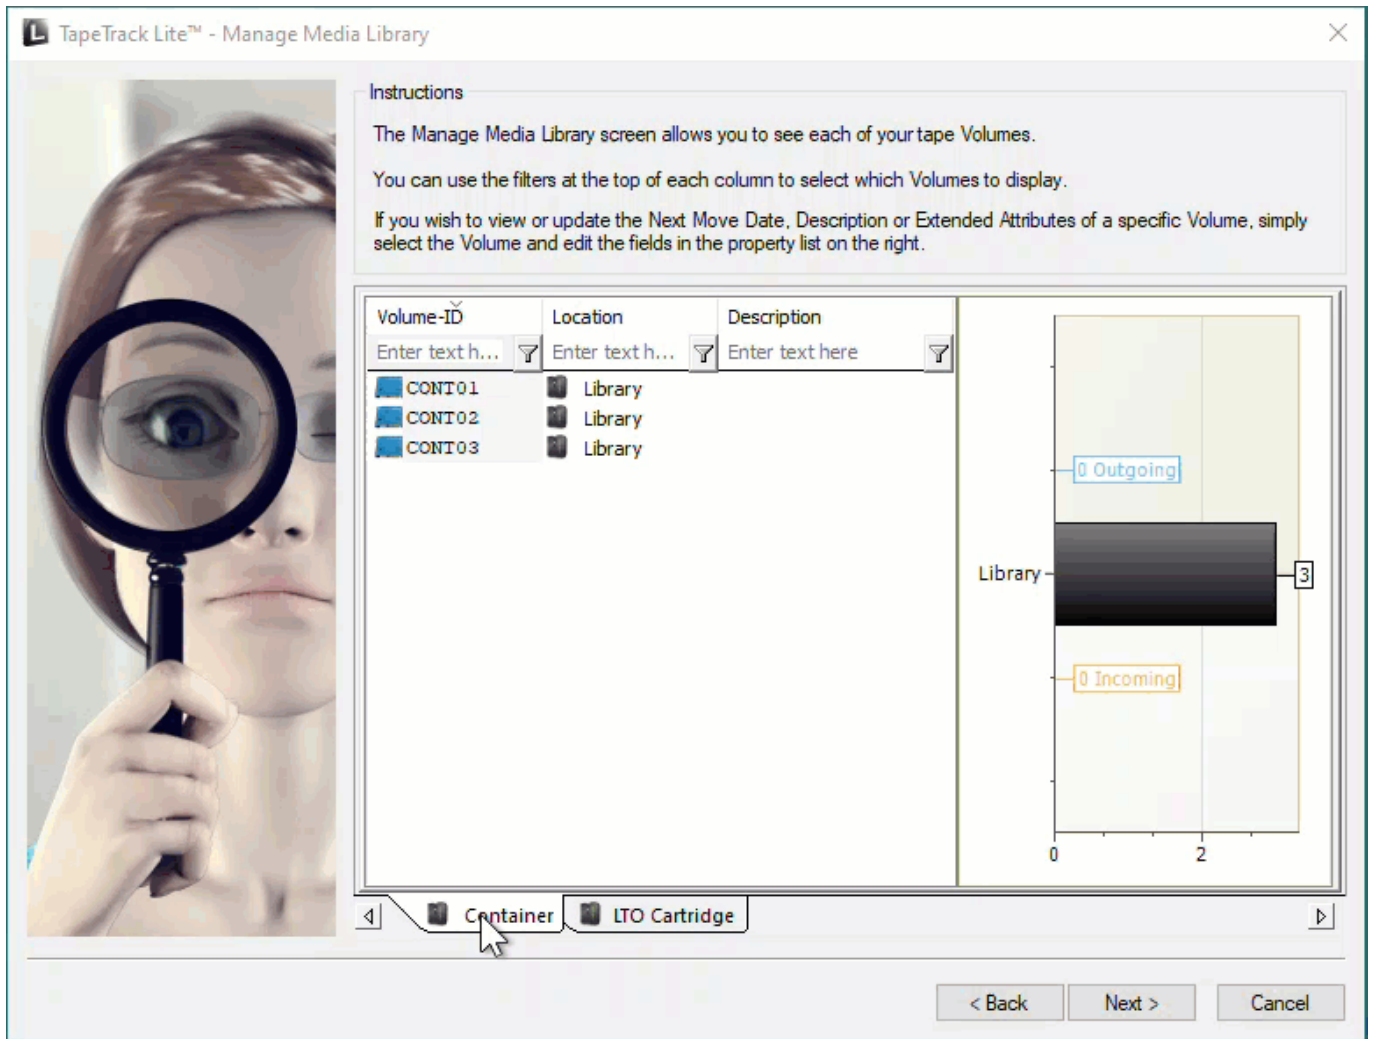 TapeTrack Lite™ - Manage Media Library
Instructions
The Manage Media Library screen allows you to see each of your tape Volumes.
You can use the filters at the top of each column to select which Volumes to display.
If you wish to view or update the Next Move Date, Description or Extended Attributes of a specific Volume, simply
select the Volume and edit the fields in the property list on the right.
Volume-ID Location Description
Enter text h... Enter text h... Enter text here
CONT01 Library
CONT02 Library
CONT03 Library
0 Outgoing
Library 3
0 Incoming
0 2
Container LTO Cartridge
< Back Next > Cancel